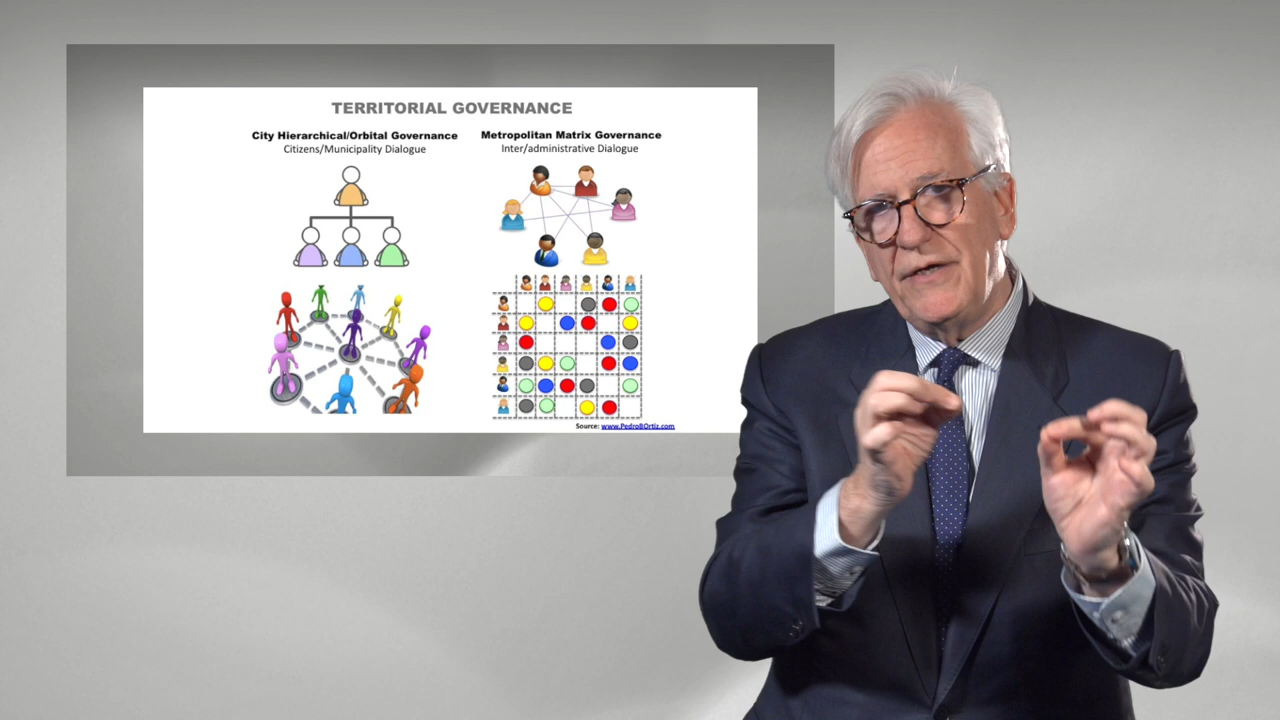 TERRITORIAL GOVERNANCE
City Hierarchical/Orbital Governance
Citizens/Municipality Dialogue
Metropolitan Matrix Governance
Inter/administrative Dialogue
Source: www.PedroBOrtiz.com